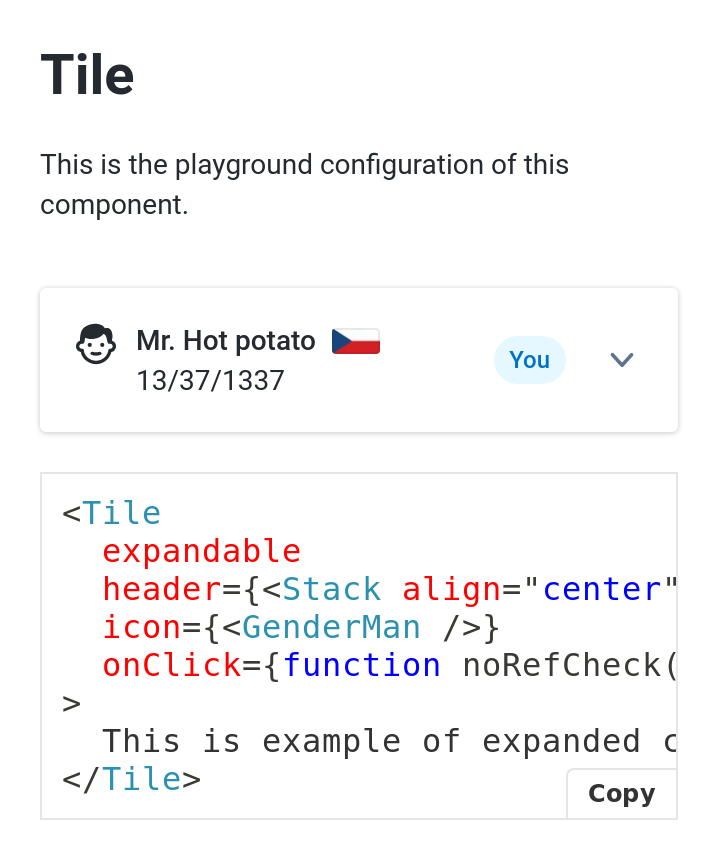 Tile
This is the playground configuration of this
component.
Mr. Hot potato
13/37/1337
You
<Tile
  expandable
  header={<Stack align="center"
  icon={<GenderMan />}
  onClick={function noRefCheck(
>
  This is example of expanded c
</Tile>
Copy